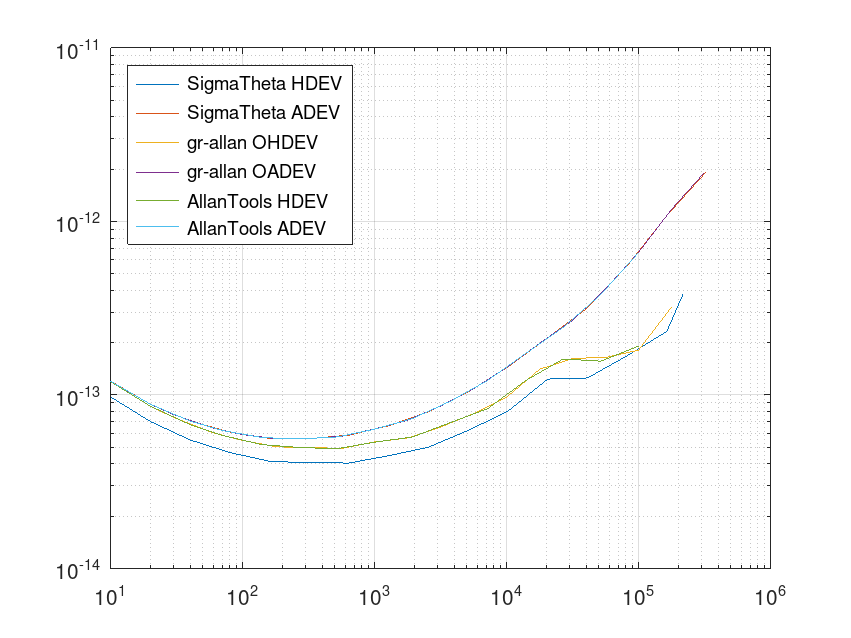 10^-11
SigmaTheta HDEV
SigmaTheta ADEV
gr-allan OHDEV
gr-allan OADEV
AllanTools HDEV
AllanTools ADEV
10^-12
10^-13
10^-14
10^1 10^2 10^3 10^4 10^5 10^6